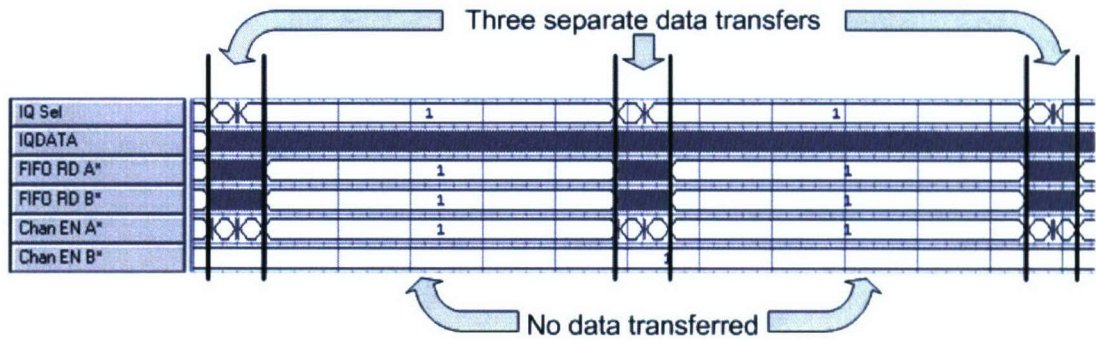 Three separate data transfers
IQ Sel 1 1
IQDATA
FIFO RD A* 1 1
FIFO RD B* 1 1
Chan EN A* 1 1
Chan EN B* 1
No data transferred